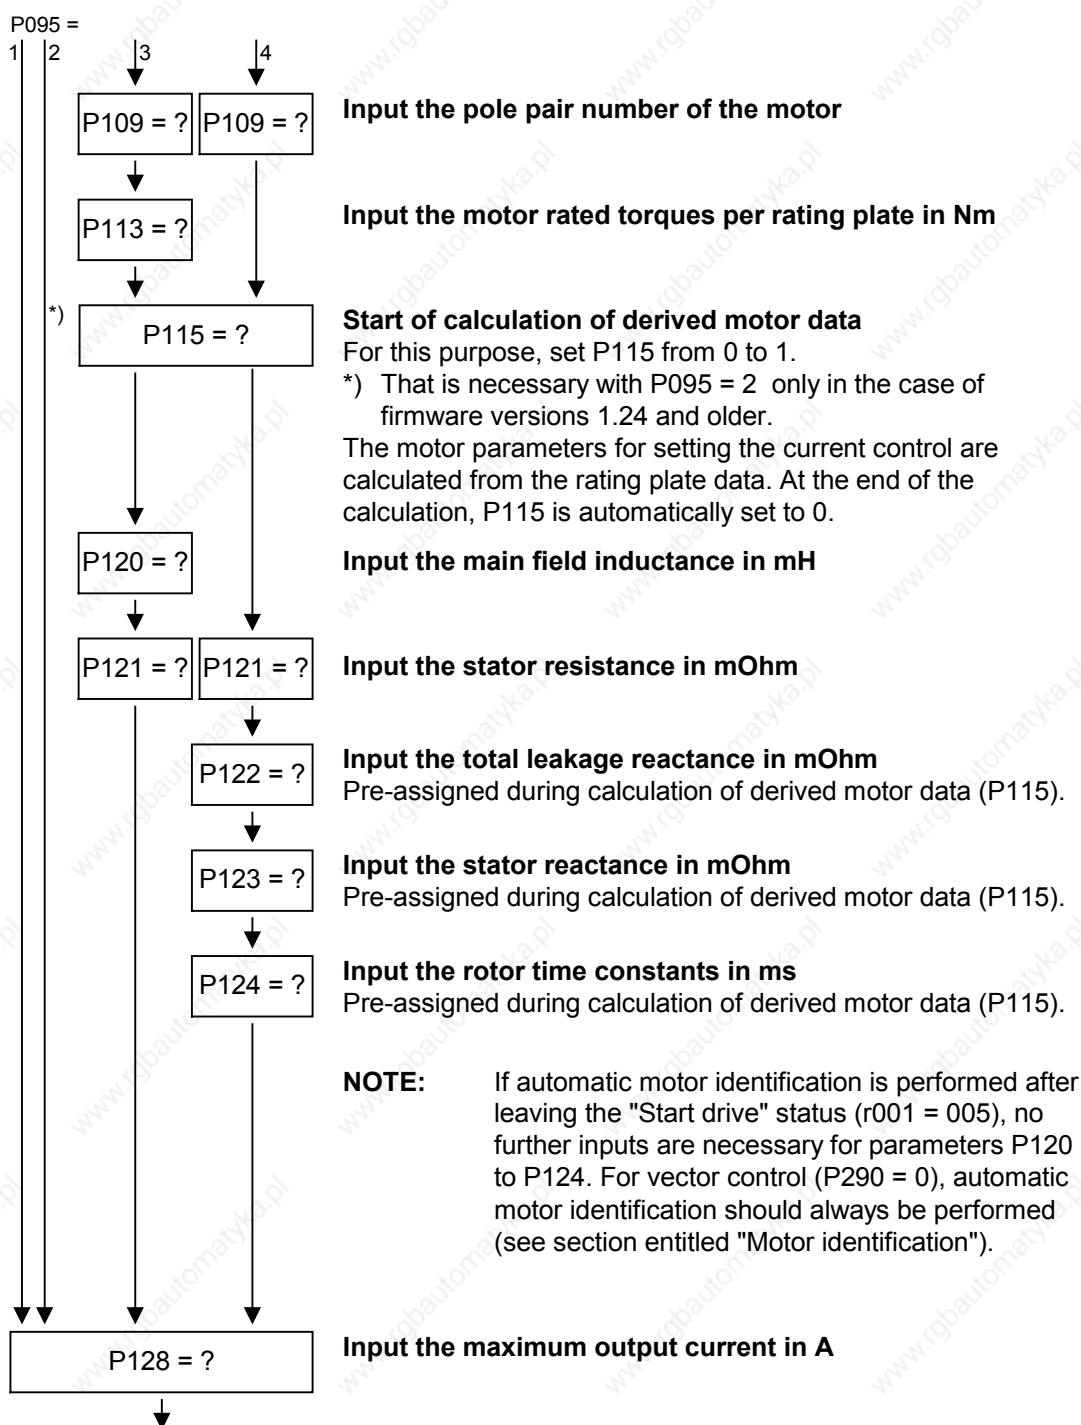 P095 =
1 2 3 4
P109 = ? P109 = ? Input the pole pair number of the motor
P113 = ? Input the motor rated torques per rating plate in Nm
*) P115 = ? Start of calculation of derived motor data
For this purpose, set P115 from 0 to 1.
*) That is necessary with P095 = 2 only in the case of
firmware versions 1.24 and older.
The motor parameters for setting the current control are
calculated from the rating plate data. At the end of the
calculation, P115 is automatically set to 0.
P120 = ? Input the main field inductance in mH
P121 = ? P121 = ? Input the stator resistance in mOhm
P122 = ? Input the total leakage reactance in mOhm
Pre-assigned during calculation of derived motor data (P115).
P123 = ? Input the stator reactance in mOhm
Pre-assigned during calculation of derived motor data (P115).
P124 = ? Input the rotor time constants in ms
Pre-assigned during calculation of derived motor data (P115).
NOTE: If automatic motor identification is performed after
leaving the "Start drive" status (r001 = 005), no
further inputs are necessary for parameters P120
to P124. For vector control (P290 = 0), automatic
motor identification should always be performed
(see section entitled "Motor identification").
P128 = ? Input the maximum output current in A
www.rgbautomatyka.pl